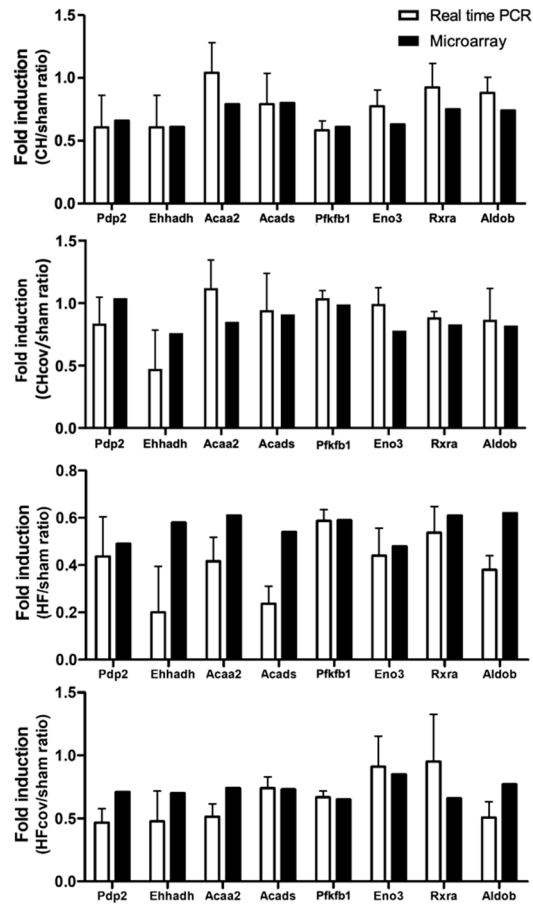 Real time PCR
Microarray
Fold induction
(CH/sham ratio)
1.5
1.0
0.5
0.0
Pdp2 Ehhadh Acaa2 Acads Pfkfb1 Eno3 Rxra Aldob
Fold induction
(CHcov/sham ratio)
1.5
1.0
0.5
0.0
Pdp2 Ehhadh Acaa2 Acads Pfkfb1 Eno3 Rxra Aldob
Fold induction
(HF/sham ratio)
0.8
0.6
0.4
0.2
0.0
Pdp2 Ehhadh Acaa2 Acads Pfkfb1 Eno3 Rxra Aldob
Fold induction
(HFcov/sham ratio)
1.5
1.0
0.5
0.0
Pdp2 Ehhadh Acaa2 Acads Pfkfb1 Eno3 Rxra Aldob